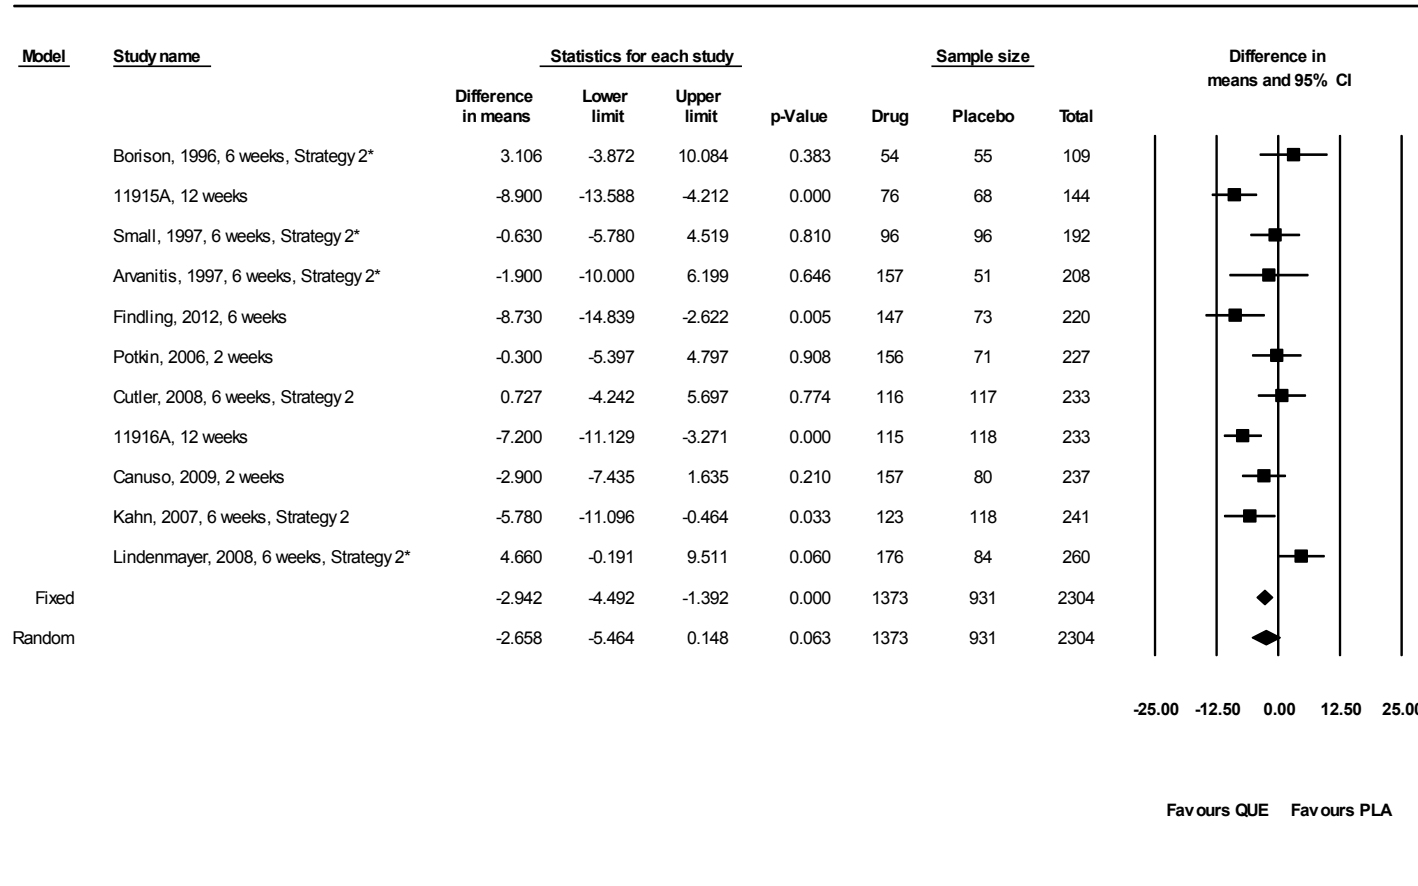 Model Study name Statistics for each study Sample size Difference in
means and 95% CI
Difference Lower Upper
in means limit limit p-Value Drug Placebo Total
Borison, 1996, 6 weeks, Strategy 2* 3.106 -3.872 10.084 0.383 54 55 109
11915A, 12 weeks -8.900 -13.588 -4.212 0.000 76 68 144
Small, 1997, 6 weeks, Strategy 2* -0.630 -5.780 4.519 0.810 96 96 192
Arvanitis, 1997, 6 weeks, Strategy 2* -1.900 -10.000 6.199 0.646 157 51 208
Findling, 2012, 6 weeks -8.730 -14.839 -2.622 0.005 147 73 220
Potkin, 2006, 2 weeks -0.300 -5.397 4.797 0.908 156 71 227
Cutler, 2008, 6 weeks, Strategy 2 0.727 -4.242 5.697 0.774 116 117 233
11916A, 12 weeks -7.200 -11.129 -3.271 0.000 115 118 233
Canuso, 2009, 2 weeks -2.900 -7.435 1.635 0.210 157 80 237
Kahn, 2007, 6 weeks, Strategy 2 -5.780 -11.096 -0.464 0.033 123 118 241
Lindenmayer, 2008, 6 weeks, Strategy 2* 4.660 -0.191 9.511 0.060 176 84 260
Fixed -2.942 -4.492 -1.392 0.000 1373 931 2304
Random -2.658 -5.464 0.148 0.063 1373 931 2304
-25.00 -12.50 0.00 12.50 25.00
Favours QUE Favours PLA